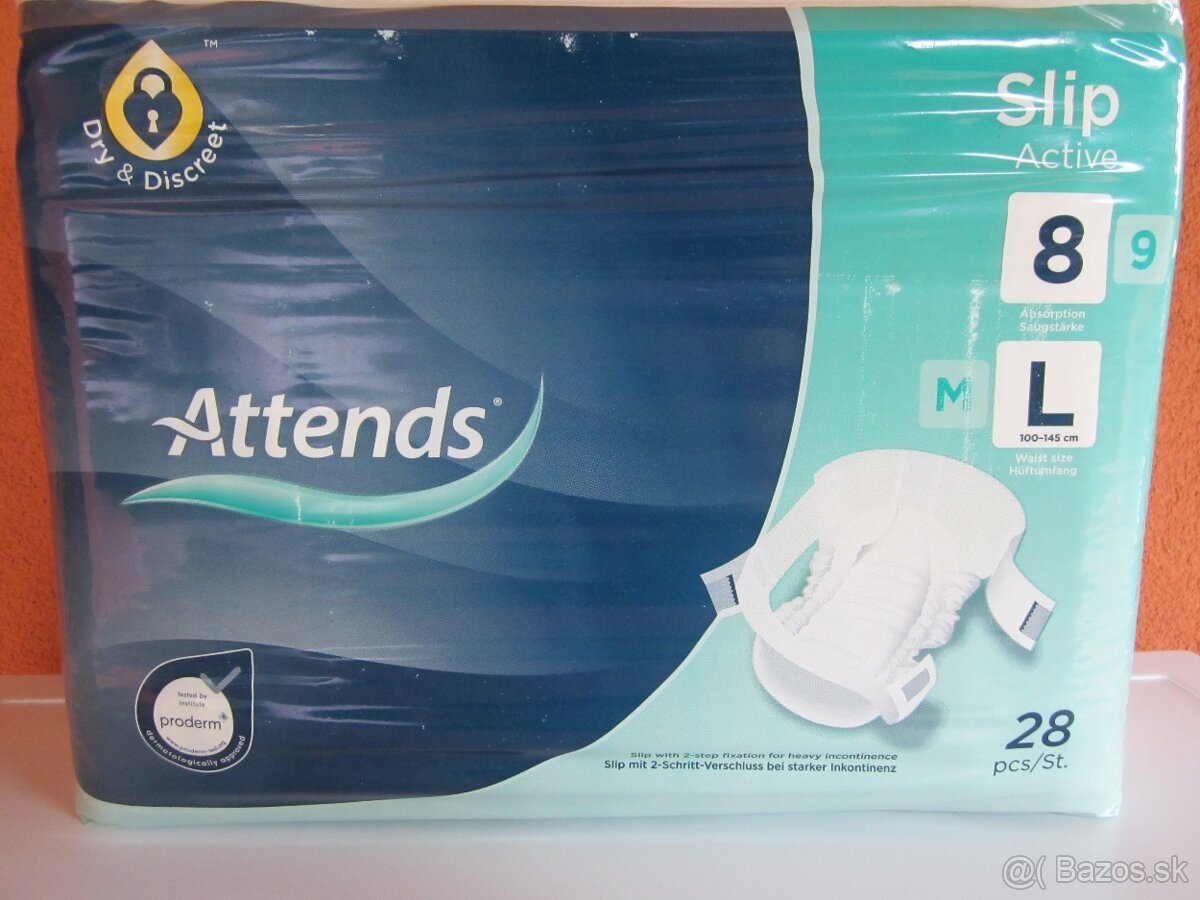 ™
Dry & Discreet
Slip
Active
8
9
Absorption
Saugstärke
M
L
100–145 cm
Waist size
Hüftumfang
Attends®
tested by
institute
proderm
dermatologically approved
Slip with 2-step fixation for heavy incontinence
Slip mit 2-Schritt-Verschluss bei starker Inkontinenz
28
pcs/St.
@( Bazos.sk